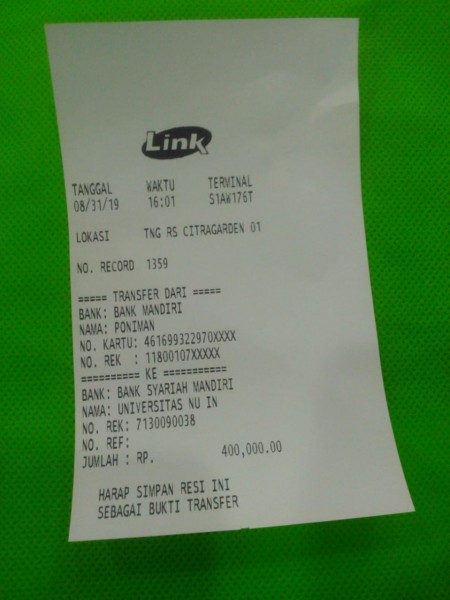 Link
TANGGAL WAKTU TERMINAL
08/31/19 16:01 S1AW176T
LOKASI TNG RS CITRAGARDEN 01
NO. RECORD 1359
===== TRANSFER DARI =====
BANK: BANK MANDIRI
NAMA: PONIMAN
NO. KARTU: 461699322970XXXX
NO. REK : 11800107XXXXX
========== KE ===========
BANK: BANK SYARIAH MANDIRI
NAMA: UNIVERSITAS NU IN
NO. REK: 7130090038
NO. REF:
JUMLAH : RP. 400,000.00
HARAP SIMPAN RESI INI
SEBAGAI BUKTI TRANSFER